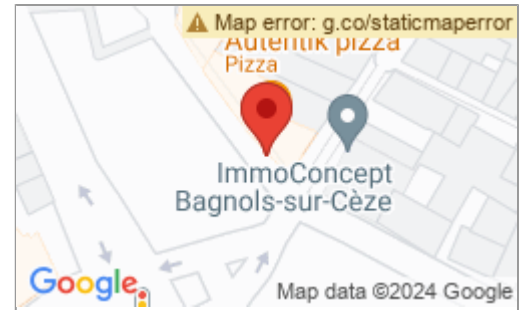 Map error: g.co/staticmaperror
Autentik pizza
Pizza
ImmoConcept
Bagnols-sur-Cèze
Google
Map data ©2024 Google